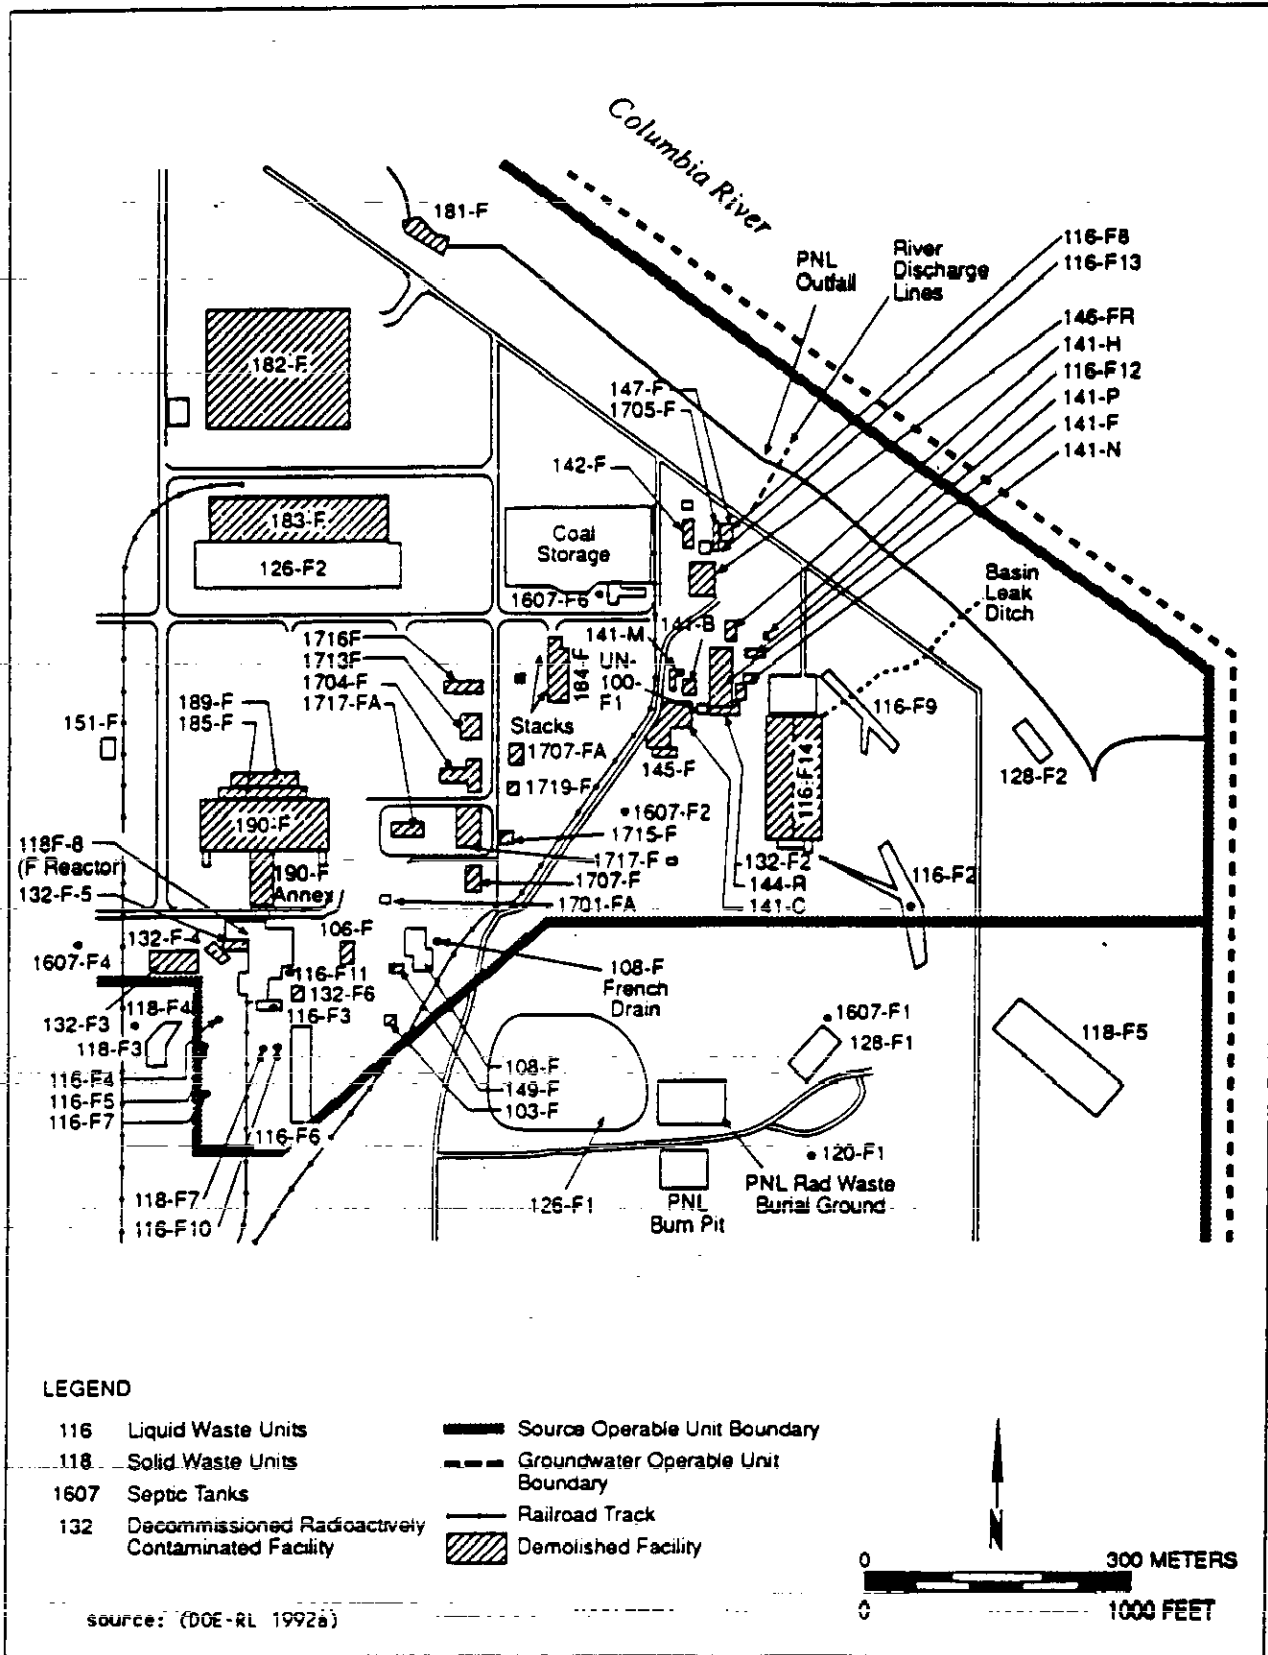 Columbia River
181-F
PNL
Outfall
River
Discharge
Lines
116-F8
116-F13
146-FR
141-H
116-F12
141-P
141-F
141-N
182-F
147-F
1705-F
142-F
183-F
126-F2
Coal
Storage
1607-F6
Basin
Leak
Ditch
141-M
141-B
UN-
100-
F1
184-F
1716F
1713F
1704-F
1717-FA
Stacks
1707-FA
1719-F
145-F
116-F14
116-F9
128-F2
151-F
189-F
185-F
190-F
190-F
Annex
118F-8
(F Reactor)
132-F-5
1607-F2
1715-F
1717-F
1707-F
1701-FA
132-F2
144-R
141-C
116-F2
132-F-4
1607-F4
106-F
116-F11
132-F6
116-F3
108-F
French
Drain
132-F3
118-F4
118-F3
116-F4
116-F5
116-F7
116-F6
108-F
149-F
103-F
1607-F1
128-F1
118-F5
120-F1
118-F7
116-F10
126-F1
PNL
Burn Pit
PNL Rad Waste
Burial Ground
LEGEND
116 Liquid Waste Units
118 Solid Waste Units
1607 Septic Tanks
132 Decommissioned Radioactively
Contaminated Facility
Source Operable Unit Boundary
Groundwater Operable Unit
Boundary
Railroad Track
Demolished Facility
N
0 300 METERS
0 1000 FEET
source: (DOE-RL 1992a)